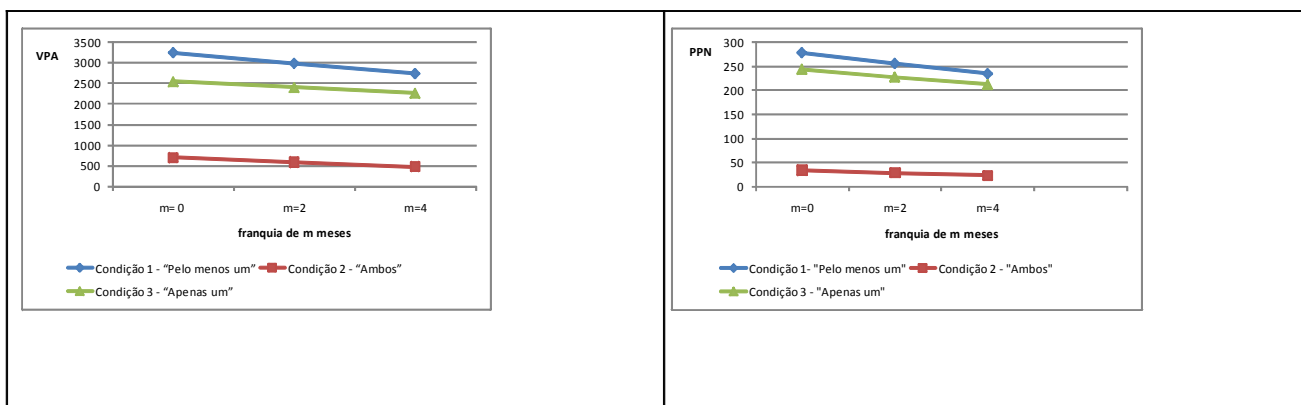 VPA
3500
3000
2500
2000
1500
1000
500
0
m= 0 m=2 m=4
franquia de m meses
Condição 1 - “Pelo menos um” Condição 2 - “Ambos”
Condição 3 - “Apenas um”
PPN
300
250
200
150
100
50
0
m=0 m=2 m=4
franquia de m meses
Condição 1- "Pelo menos um" Condição 2 - "Ambos"
Condição 3 - "Apenas um"